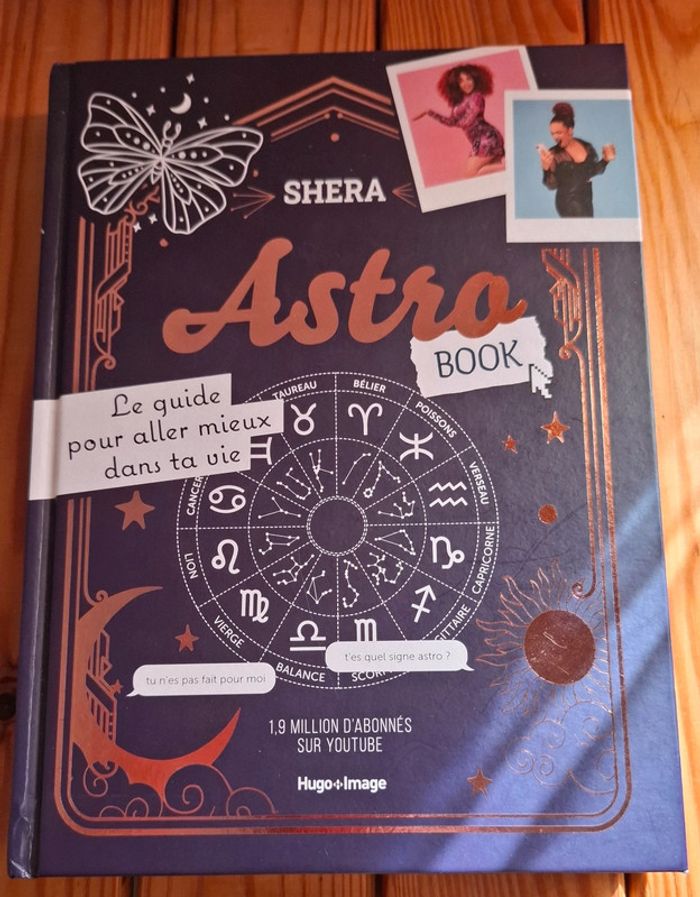 SHERA
Astro
BOOK
Le guide
pour aller mieux
dans ta vie
TAUREAU
BÉLIER
POISSONS
VERSEAU
CAPRICORNE
BALANCE
VIERGE
LION
CANCER
t'es quel signe astro ?
tu n'es pas fait pour moi
1,9 MILLION D'ABONNÉS
SUR YOUTUBE
Hugo Image